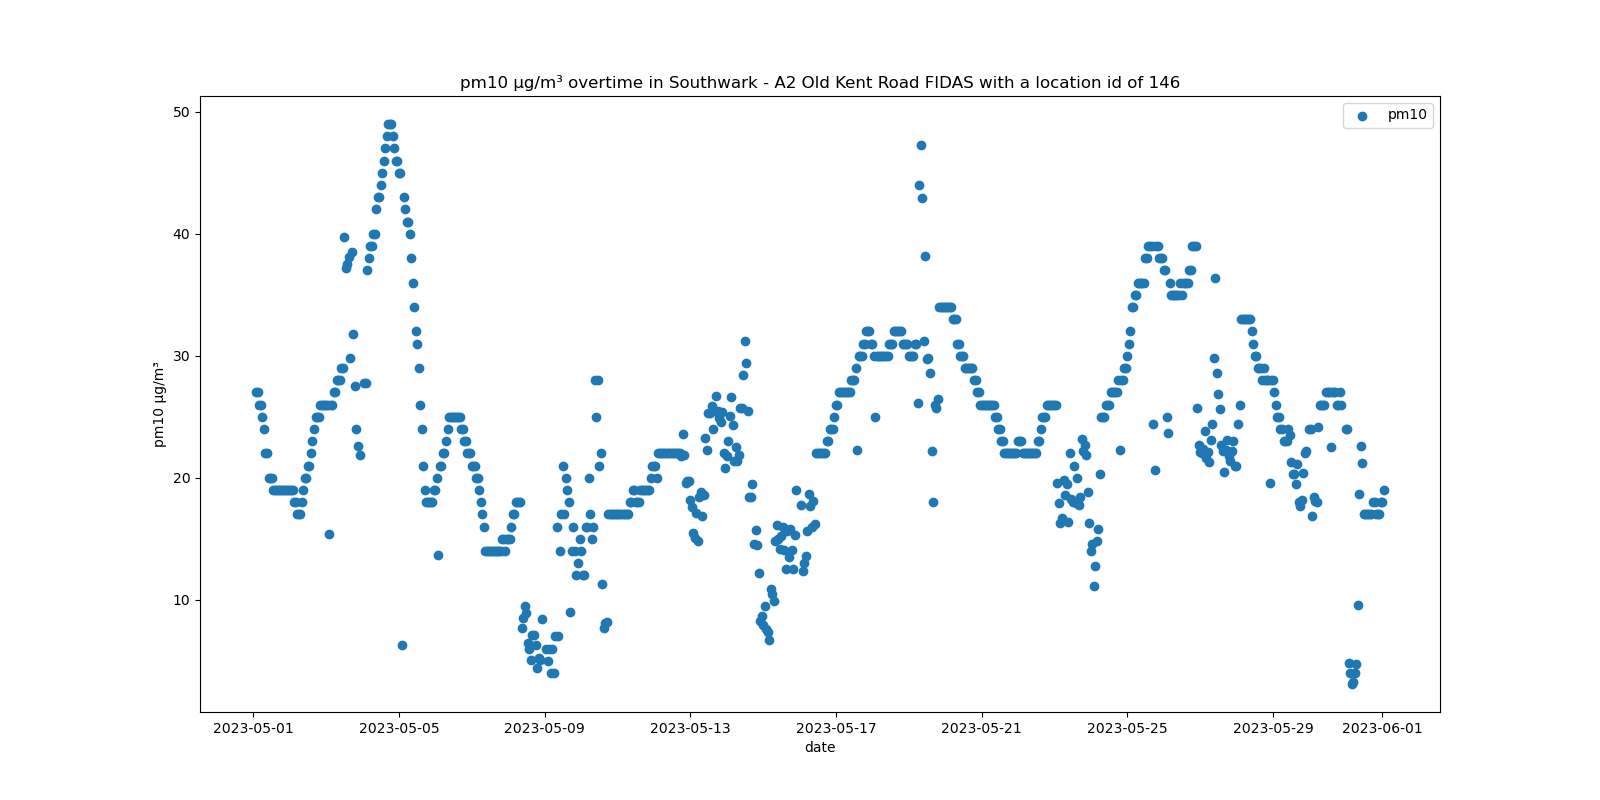 pm10 μg/m³ overtime in Southwark - A2 Old Kent Road FIDAS with a location id of 146
pm10
pm10 μg/m³
50
40
30
20
10
2023-05-01 2023-05-05 2023-05-09 2023-05-13 2023-05-17 2023-05-21 2023-05-25 2023-05-29 2023-06-01
date